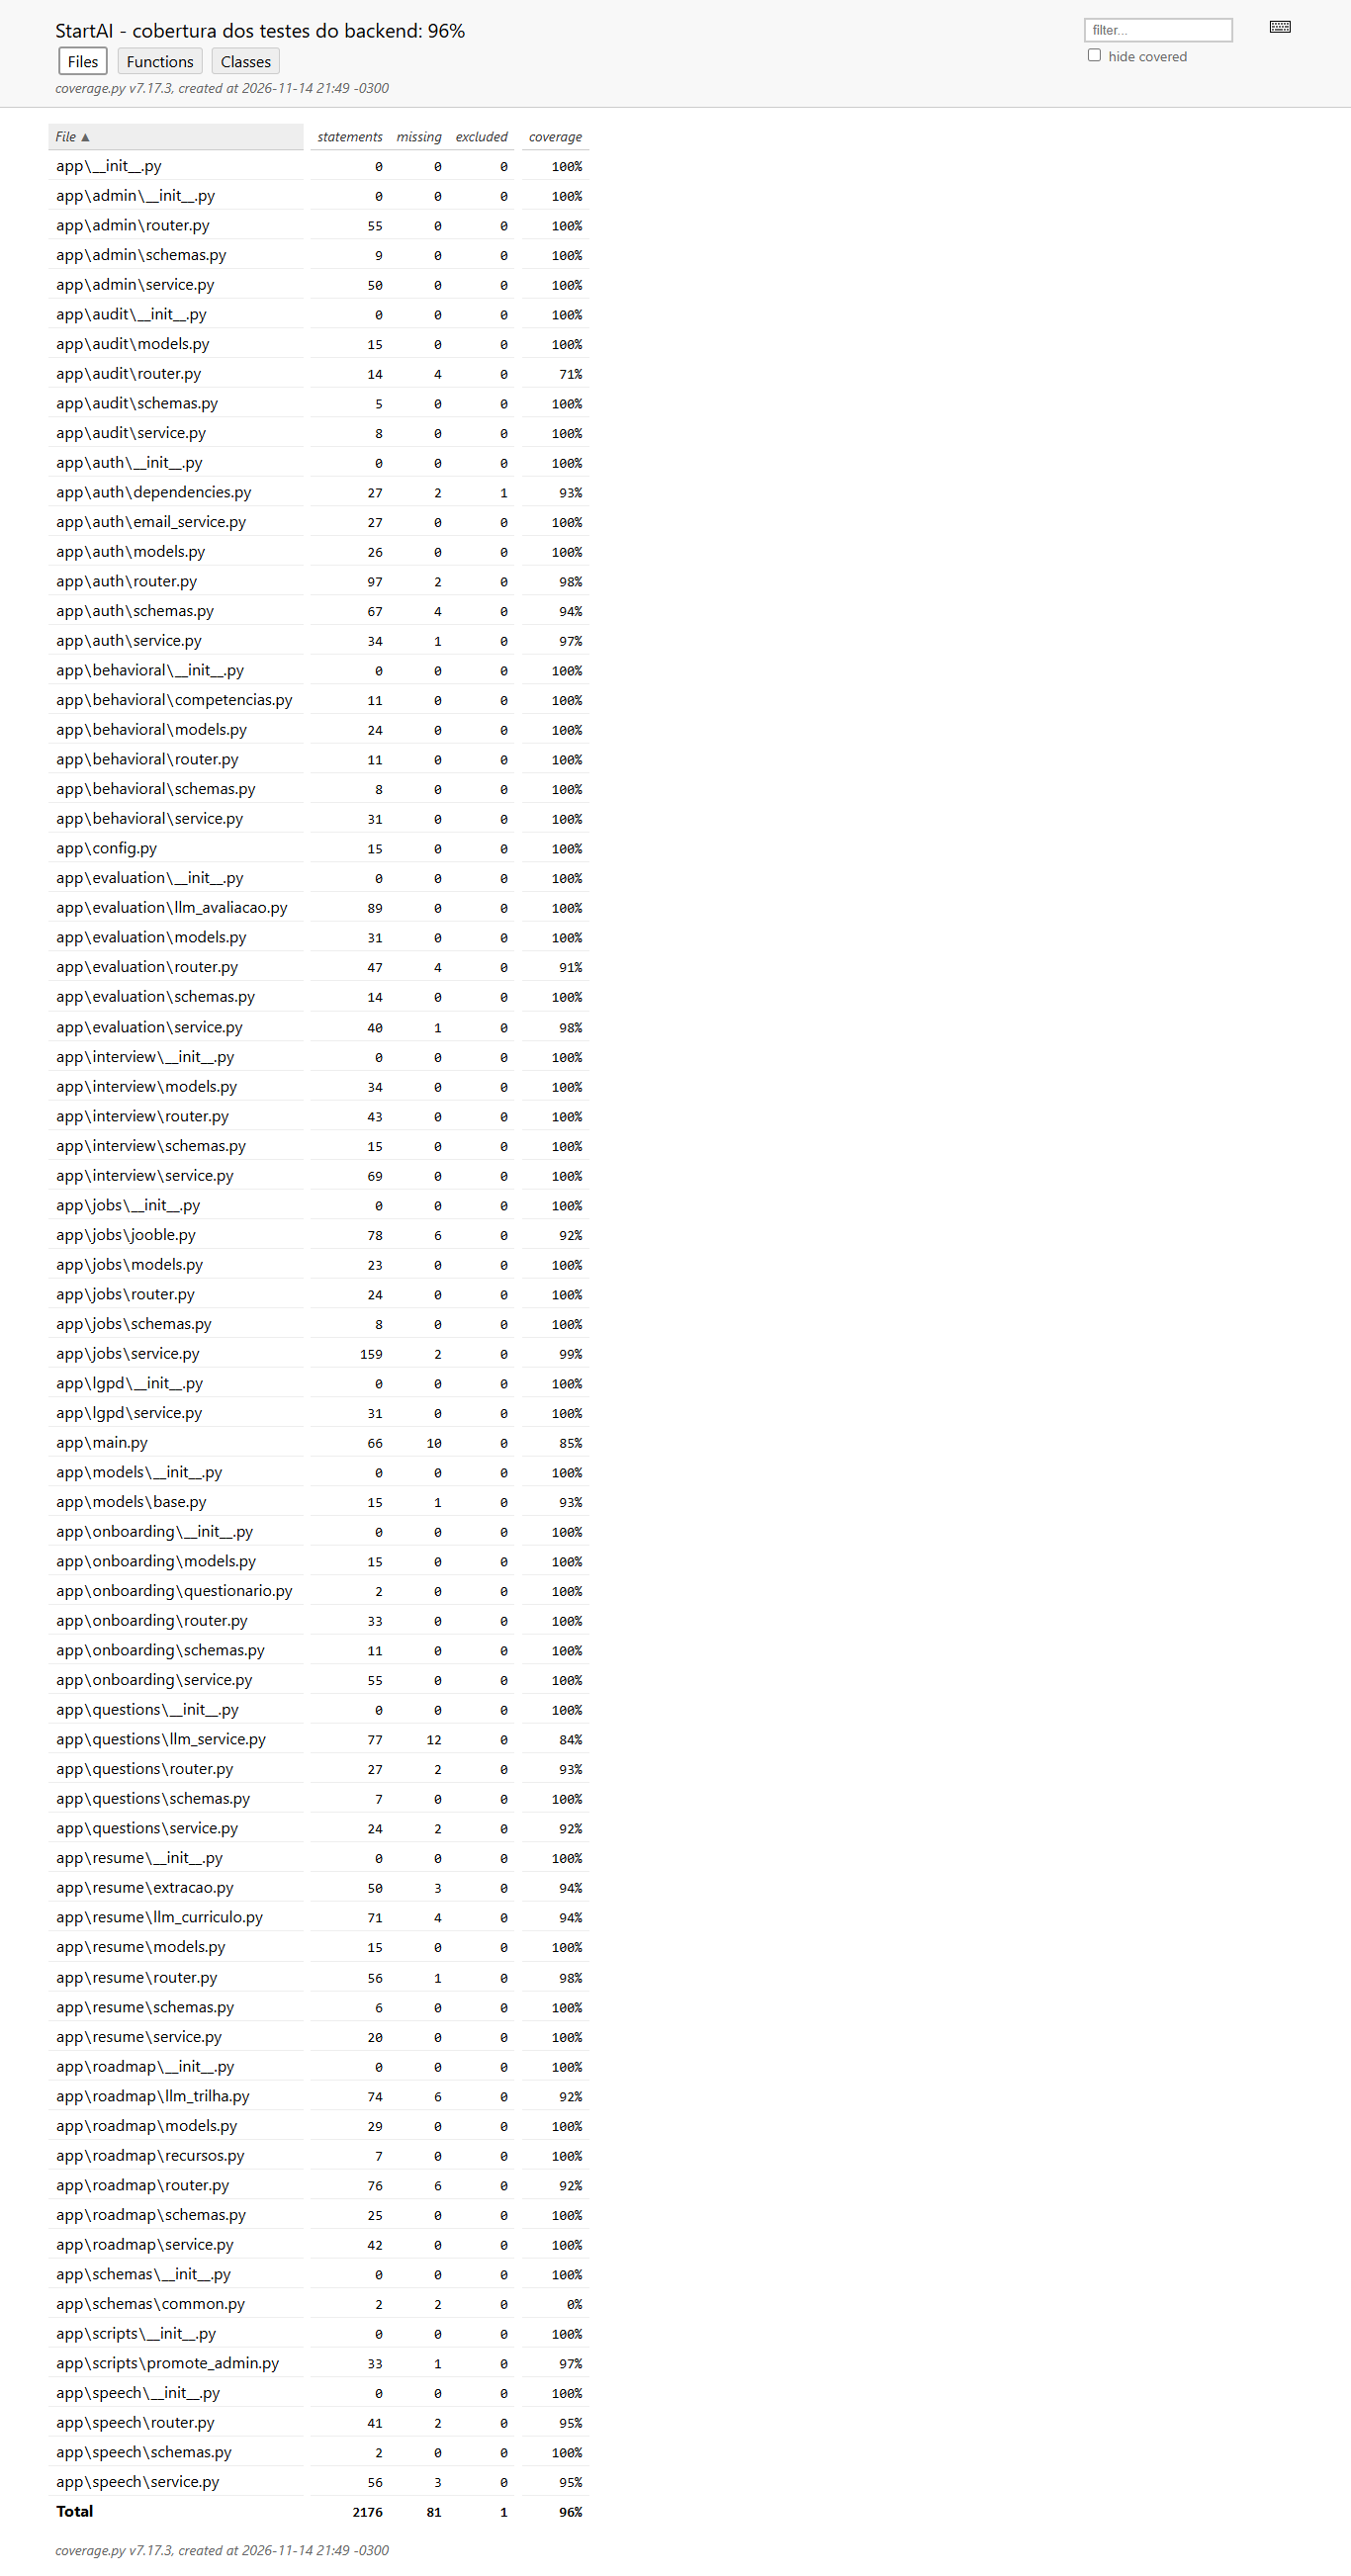 StartAI - cobertura dos testes do backend: 96%
filter...
hide covered
Files Functions Classes
coverage.py v7.17.3, created at 2026-11-14 21:49 -0300
File ▲ statements missing excluded coverage
app\__init__.py 0 0 0 100%
app\admin\__init__.py 0 0 0 100%
app\admin\router.py 55 0 0 100%
app\admin\schemas.py 9 0 0 100%
app\admin\service.py 50 0 0 100%
app\audit\__init__.py 0 0 0 100%
app\audit\models.py 15 0 0 100%
app\audit\router.py 14 4 0 71%
app\audit\schemas.py 5 0 0 100%
app\audit\service.py 8 0 0 100%
app\auth\__init__.py 0 0 0 100%
app\auth\dependencies.py 27 2 1 93%
app\auth\email_service.py 27 0 0 100%
app\auth\models.py 26 0 0 100%
app\auth\router.py 97 2 0 98%
app\auth\schemas.py 67 4 0 94%
app\auth\service.py 34 1 0 97%
app\behavioral\__init__.py 0 0 0 100%
app\behavioral\competencias.py 11 0 0 100%
app\behavioral\models.py 24 0 0 100%
app\behavioral\router.py 11 0 0 100%
app\behavioral\schemas.py 8 0 0 100%
app\behavioral\service.py 31 0 0 100%
app\config.py 15 0 0 100%
app\evaluation\__init__.py 0 0 0 100%
app\evaluation\llm_avaliacao.py 89 0 0 100%
app\evaluation\models.py 31 0 0 100%
app\evaluation\router.py 47 4 0 91%
app\evaluation\schemas.py 14 0 0 100%
app\evaluation\service.py 40 1 0 98%
app\interview\__init__.py 0 0 0 100%
app\interview\models.py 34 0 0 100%
app\interview\router.py 43 0 0 100%
app\interview\schemas.py 15 0 0 100%
app\interview\service.py 69 0 0 100%
app\jobs\__init__.py 0 0 0 100%
app\jobs\jooble.py 78 6 0 92%
app\jobs\models.py 23 0 0 100%
app\jobs\router.py 24 0 0 100%
app\jobs\schemas.py 8 0 0 100%
app\jobs\service.py 159 2 0 99%
app\lgpd\__init__.py 0 0 0 100%
app\lgpd\service.py 31 0 0 100%
app\main.py 66 10 0 85%
app\models\__init__.py 0 0 0 100%
app\models\base.py 15 1 0 93%
app\onboarding\__init__.py 0 0 0 100%
app\onboarding\models.py 15 0 0 100%
app\onboarding\questionario.py 2 0 0 100%
app\onboarding\router.py 33 0 0 100%
app\onboarding\schemas.py 11 0 0 100%
app\onboarding\service.py 55 0 0 100%
app\questions\__init__.py 0 0 0 100%
app\questions\llm_service.py 77 12 0 84%
app\questions\router.py 27 2 0 93%
app\questions\schemas.py 7 0 0 100%
app\questions\service.py 24 2 0 92%
app\resume\__init__.py 0 0 0 100%
app\resume\extracao.py 50 3 0 94%
app\resume\llm_curriculo.py 71 4 0 94%
app\resume\models.py 15 0 0 100%
app\resume\router.py 56 1 0 98%
app\resume\schemas.py 6 0 0 100%
app\resume\service.py 20 0 0 100%
app\roadmap\__init__.py 0 0 0 100%
app\roadmap\llm_trilha.py 74 6 0 92%
app\roadmap\models.py 29 0 0 100%
app\roadmap\recursos.py 7 0 0 100%
app\roadmap\router.py 76 6 0 92%
app\roadmap\schemas.py 25 0 0 100%
app\roadmap\service.py 42 0 0 100%
app\schemas\__init__.py 0 0 0 100%
app\schemas\common.py 2 2 0 0%
app\scripts\__init__.py 0 0 0 100%
app\scripts\promote_admin.py 33 1 0 97%
app\speech\__init__.py 0 0 0 100%
app\speech\router.py 41 2 0 95%
app\speech\schemas.py 2 0 0 100%
app\speech\service.py 56 3 0 95%
Total 2176 81 1 96%
coverage.py v7.17.3, created at 2026-11-14 21:49 -0300